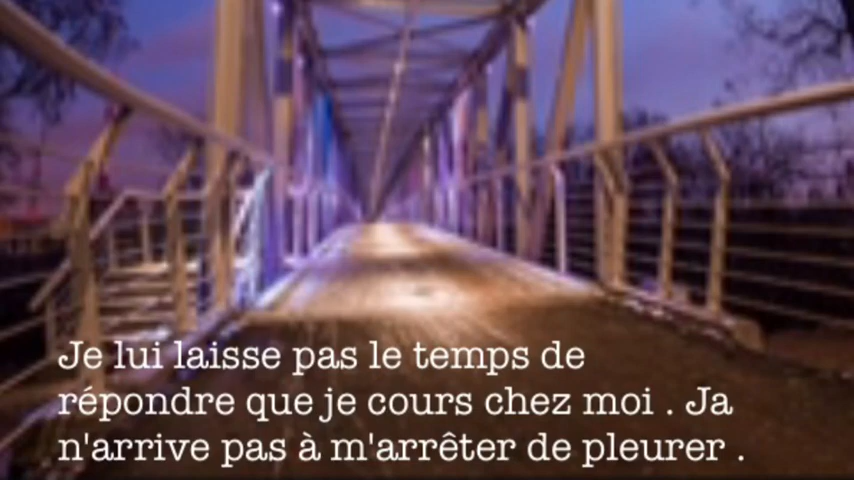 Je lui laisse pas le temps de
répondre que je cours chez moi . Ja
n'arrive pas à m'arrêter de pleurer .